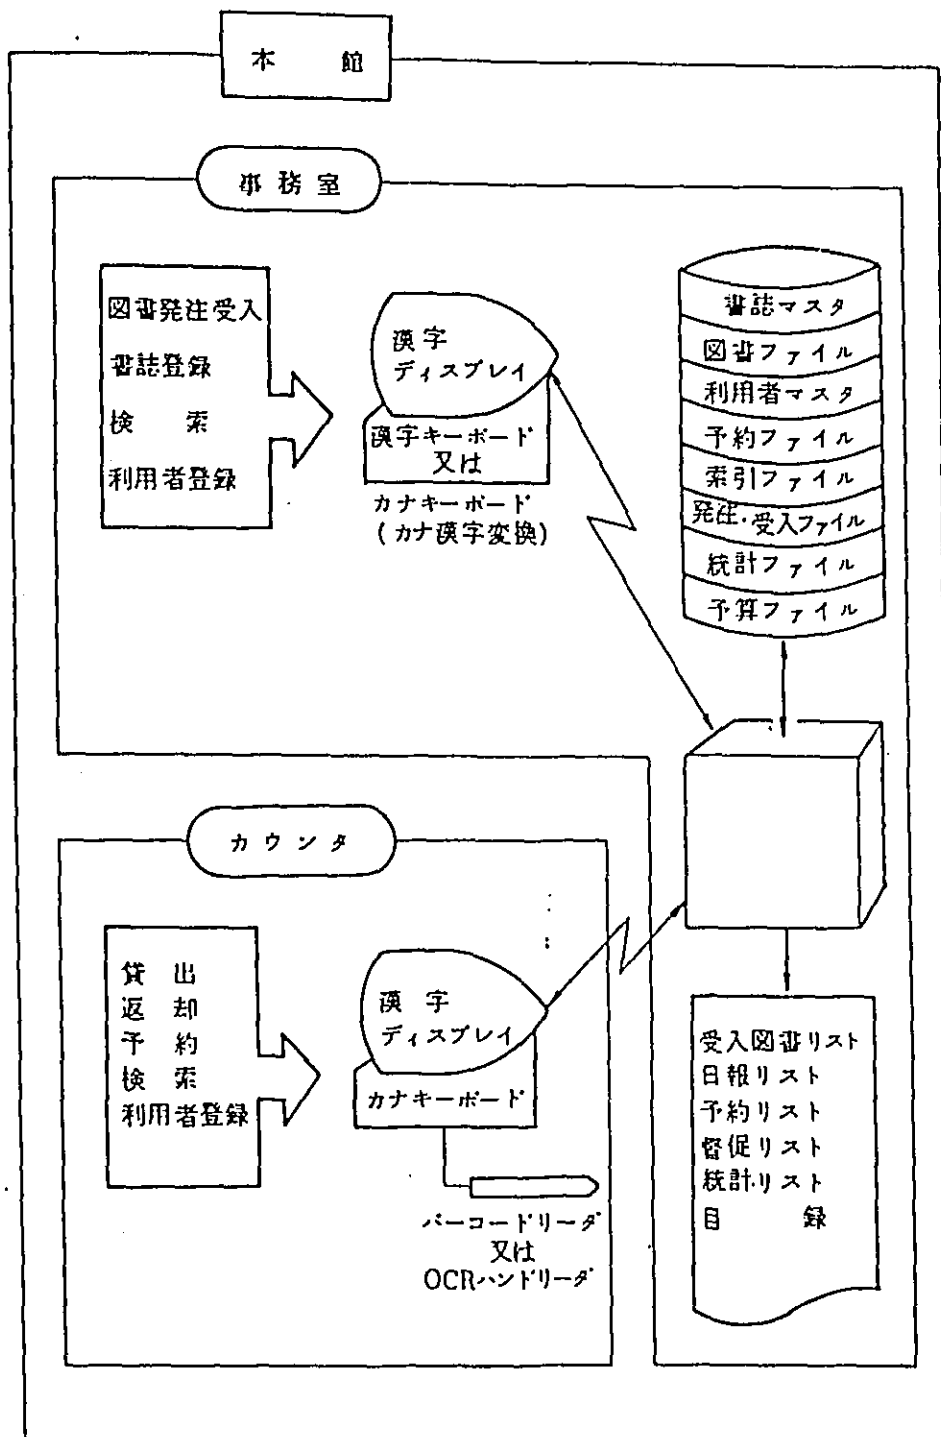 本 館
事務室
図書発注受入
書誌登録
検 索
利用者登録
漢字
ディスプレイ
漢字キーボード
又は
カナキーボード
(カナ漢字変換)
書誌マスタ
図書ファイル
利用者マスタ
予約ファイル
索引ファイル
発注・受入ファイル
統計ファイル
予算ファイル
カウンタ
貸 出
返 却
予 約
検 索
利用者登録
漢 字
ディスプレイ
カナキーボード
バーコードリーダ
又は
OCRハンドリーダ
受入図書リスト
日報リスト
予約リスト
督促リスト
統計リスト
目 録